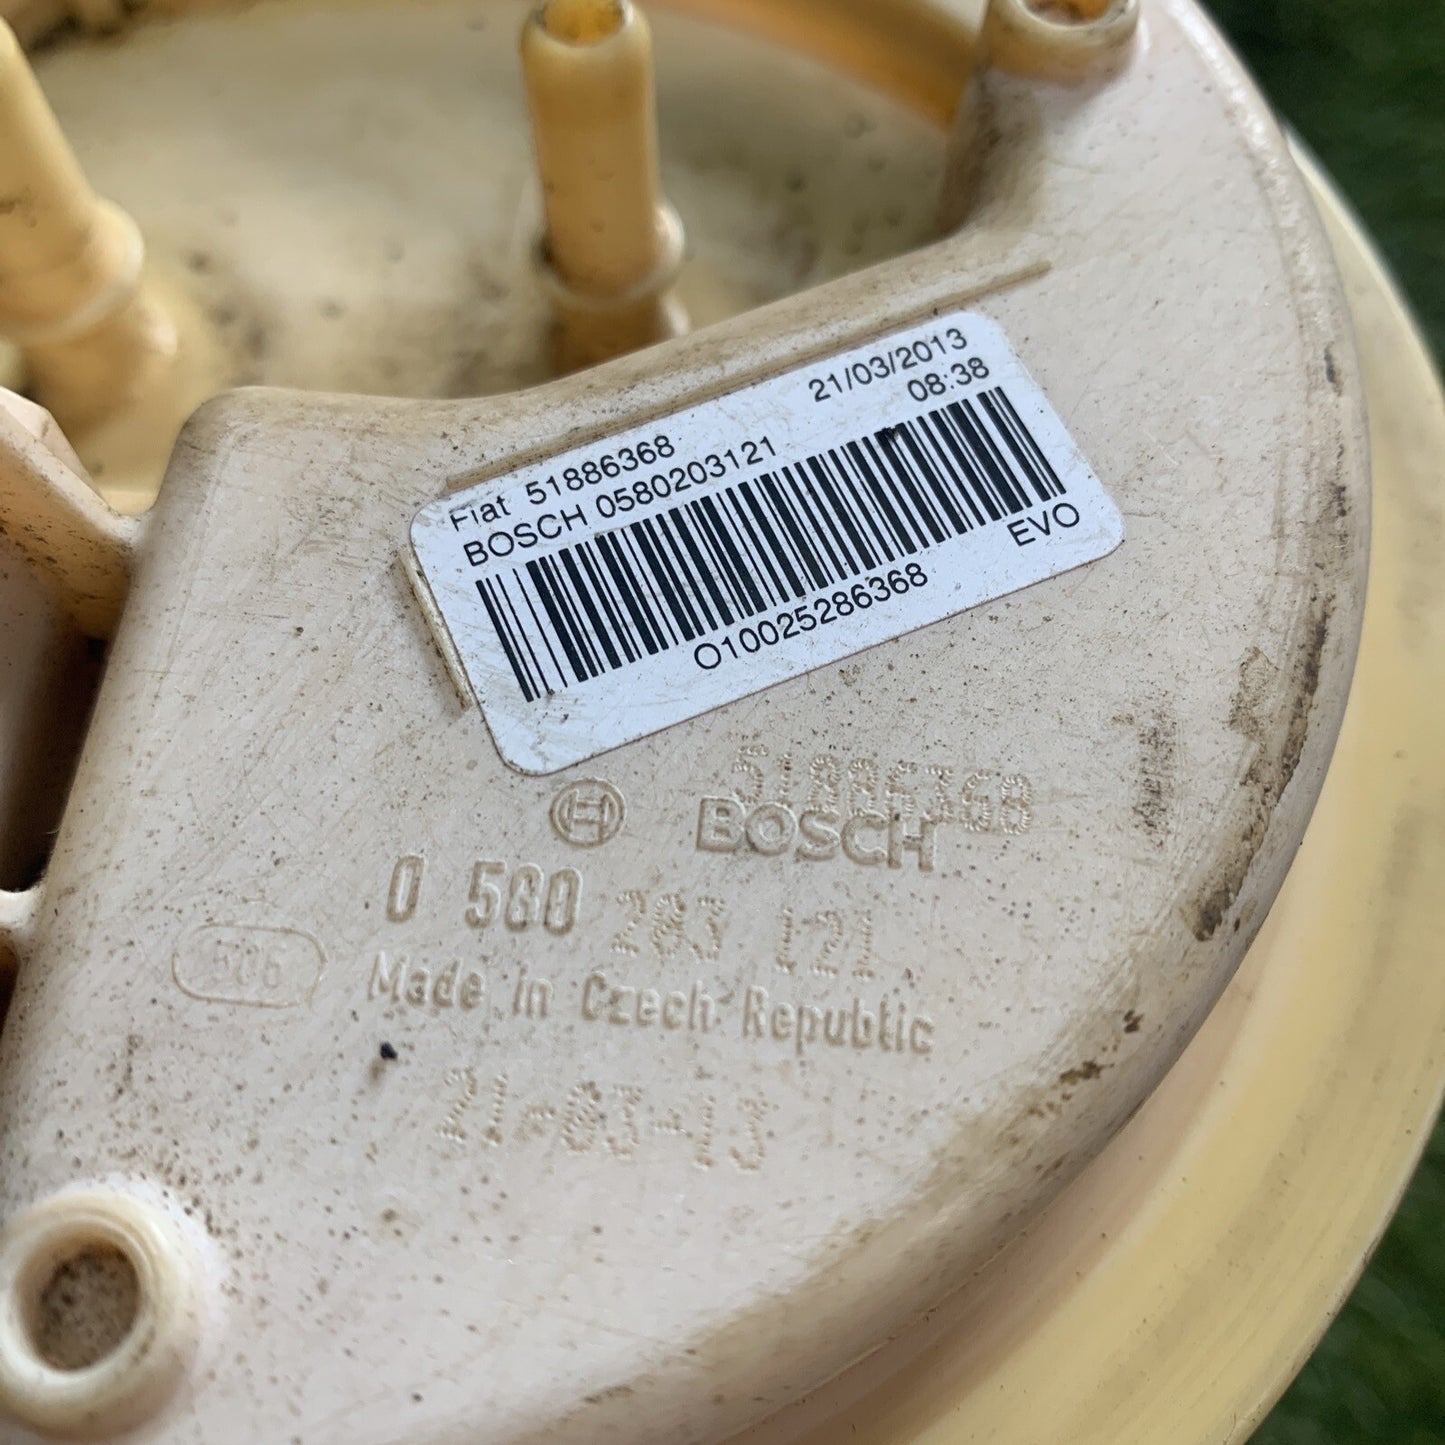 21/03/2013
08:38
Fiat 51886368
BOSCH 0580203121
EVO
O10025286368
51886368
BOSCH
0 580 203 121
Made in Czech Republic
21-03-13